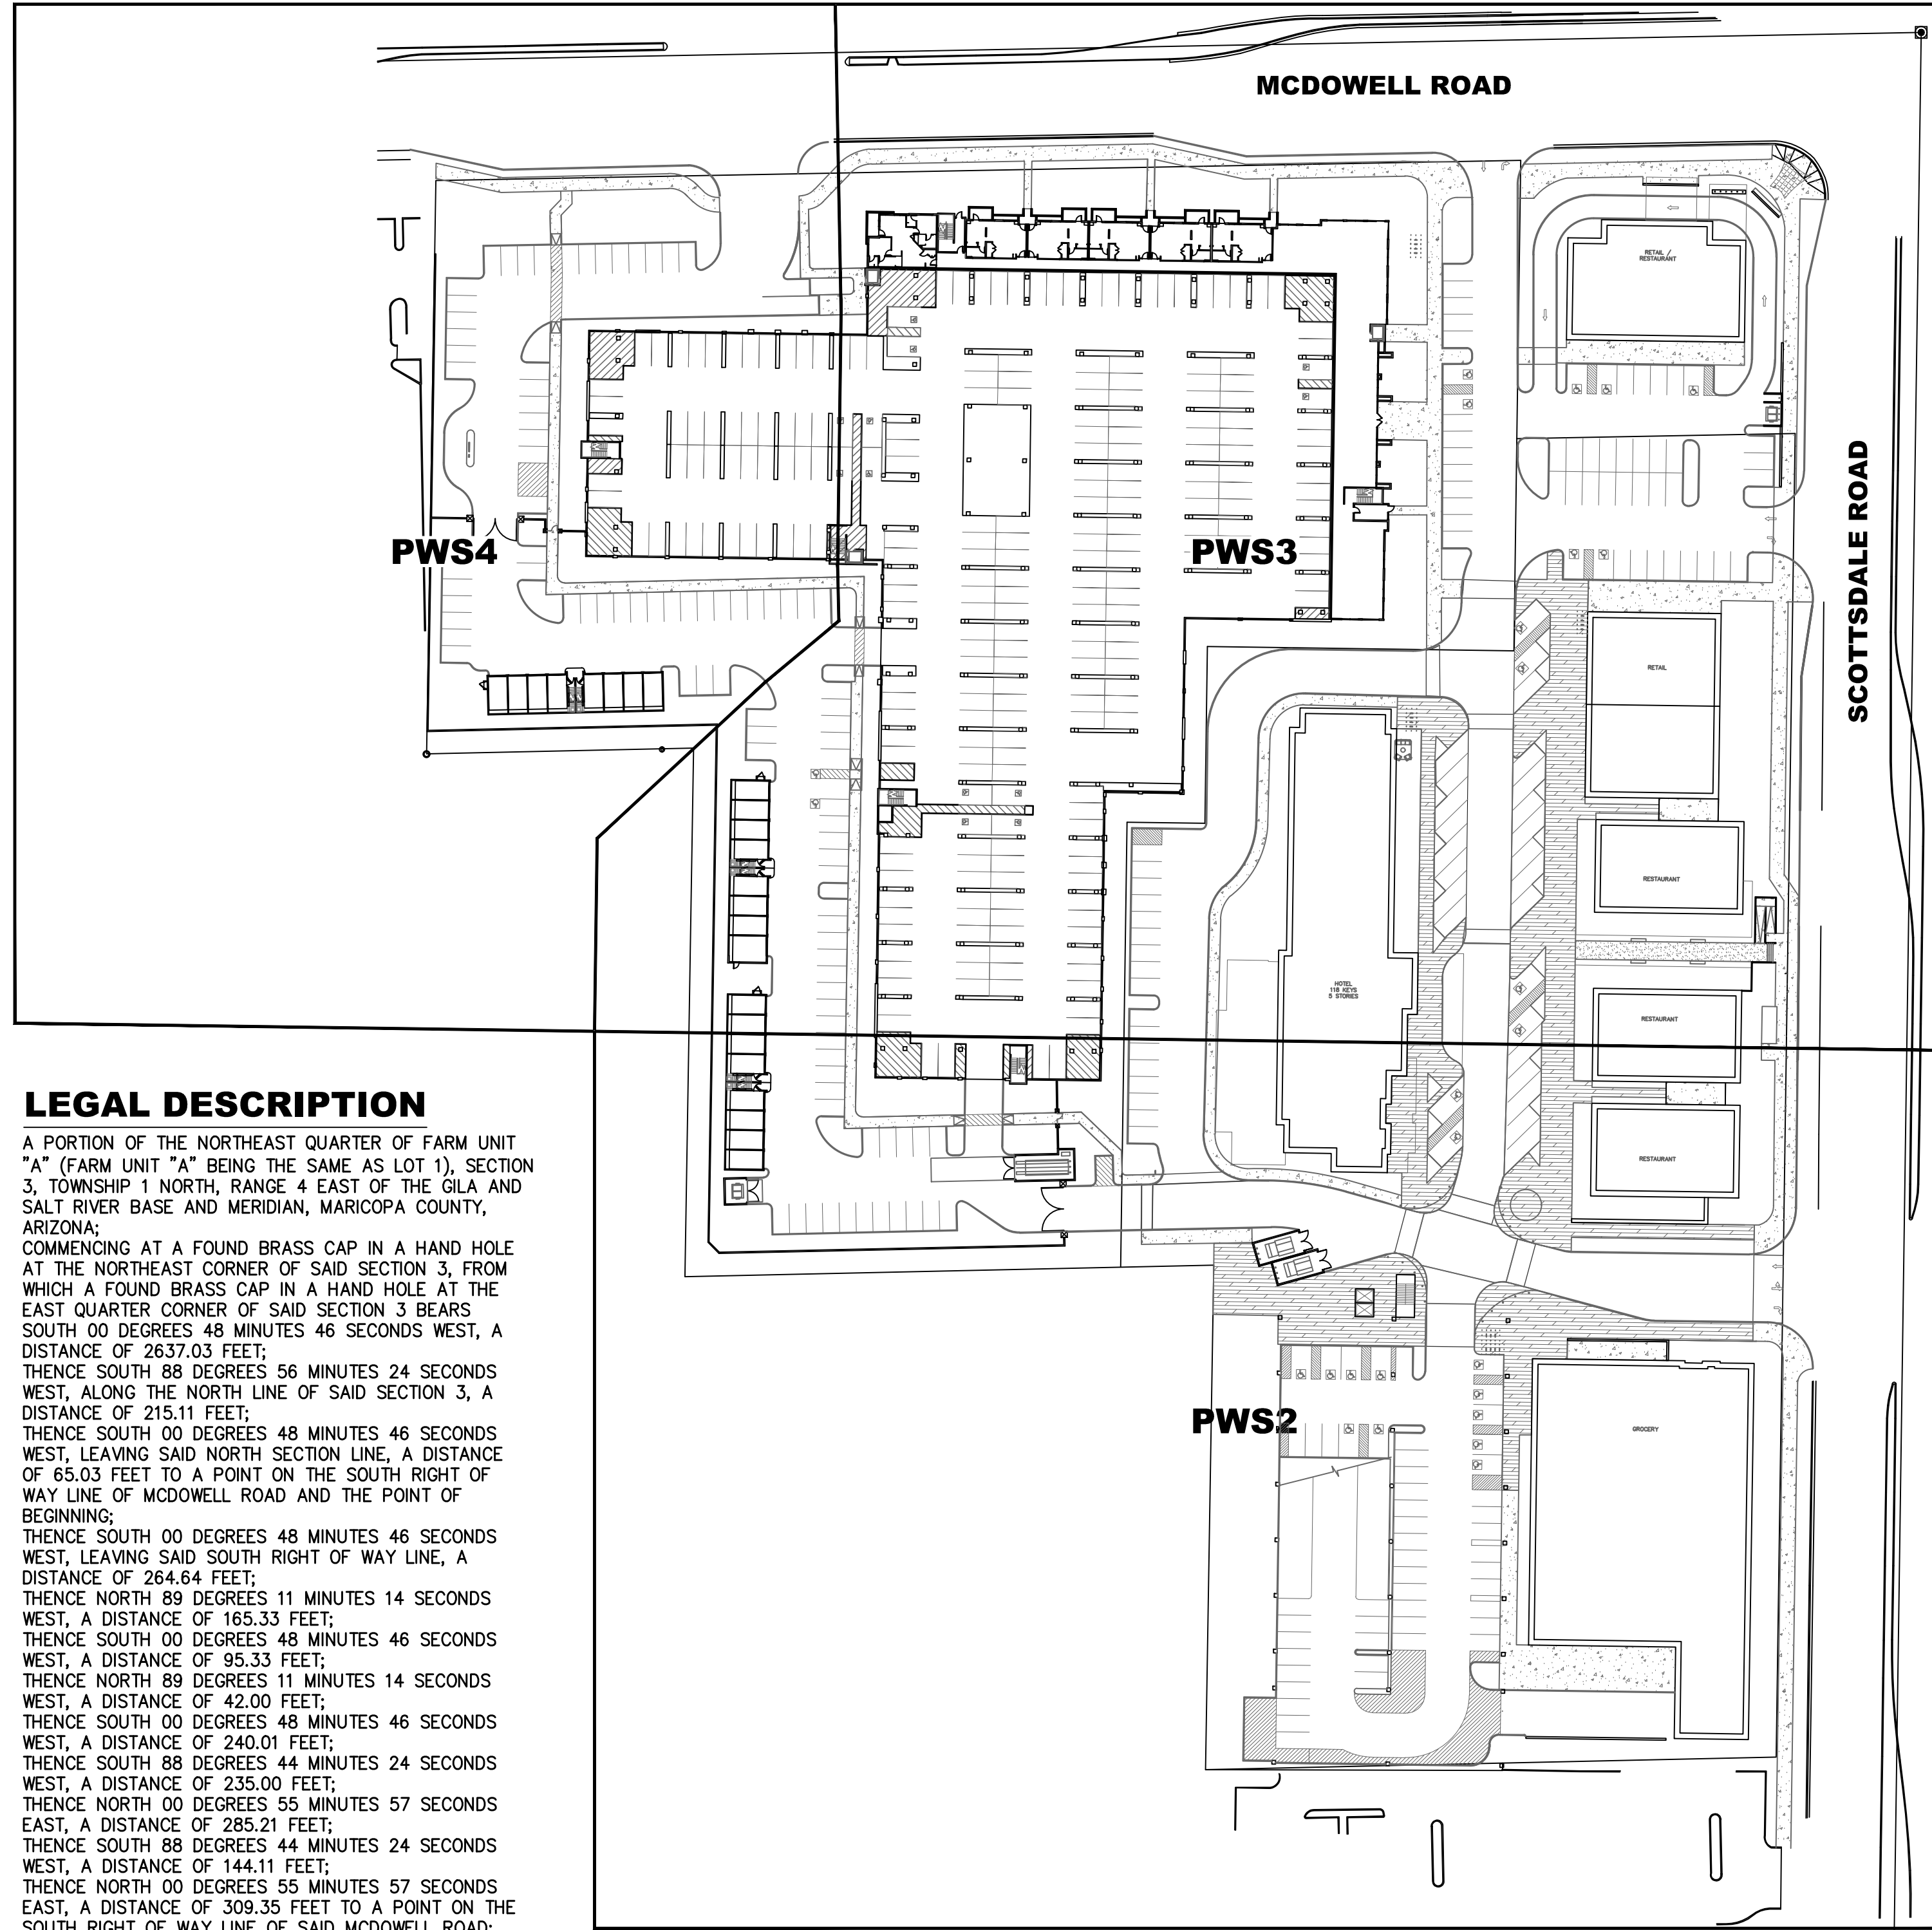 MCDOWELL ROAD
RETAIL /
RESTAURANT
SCOTTSDALE ROAD
PWS4
PWS3
RETAIL
RESTAURANT
HOTEL
118 KEYS
5 STORIES
RESTAURANT
RESTAURANT
PWS2
GROCERY
LEGAL DESCRIPTION
A PORTION OF THE NORTHEAST QUARTER OF FARM UNIT
"A" (FARM UNIT "A" BEING THE SAME AS LOT 1), SECTION
3, TOWNSHIP 1 NORTH, RANGE 4 EAST OF THE GILA AND
SALT RIVER BASE AND MERIDIAN, MARICOPA COUNTY,
ARIZONA;
COMMENCING AT A FOUND BRASS CAP IN A HAND HOLE
AT THE NORTHEAST CORNER OF SAID SECTION 3, FROM
WHICH A FOUND BRASS CAP IN A HAND HOLE AT THE
EAST QUARTER CORNER OF SAID SECTION 3 BEARS
SOUTH 00 DEGREES 48 MINUTES 46 SECONDS WEST, A
DISTANCE OF 2637.03 FEET;
THENCE SOUTH 88 DEGREES 56 MINUTES 24 SECONDS
WEST, ALONG THE NORTH LINE OF SAID SECTION 3, A
DISTANCE OF 215.11 FEET;
THENCE SOUTH 00 DEGREES 48 MINUTES 46 SECONDS
WEST, LEAVING SAID NORTH SECTION LINE, A DISTANCE
OF 65.03 FEET TO A POINT ON THE SOUTH RIGHT OF
WAY LINE OF MCDOWELL ROAD AND THE POINT OF
BEGINNING;
THENCE SOUTH 00 DEGREES 48 MINUTES 46 SECONDS
WEST, LEAVING SAID SOUTH RIGHT OF WAY LINE, A
DISTANCE OF 264.64 FEET;
THENCE NORTH 89 DEGREES 11 MINUTES 14 SECONDS
WEST, A DISTANCE OF 165.33 FEET;
THENCE SOUTH 00 DEGREES 48 MINUTES 46 SECONDS
WEST, A DISTANCE OF 95.33 FEET;
THENCE NORTH 89 DEGREES 11 MINUTES 14 SECONDS
WEST, A DISTANCE OF 42.00 FEET;
THENCE SOUTH 00 DEGREES 48 MINUTES 46 SECONDS
WEST, A DISTANCE OF 240.01 FEET;
THENCE SOUTH 88 DEGREES 44 MINUTES 24 SECONDS
WEST, A DISTANCE OF 235.00 FEET;
THENCE NORTH 00 DEGREES 55 MINUTES 57 SECONDS
EAST, A DISTANCE OF 285.21 FEET;
THENCE SOUTH 88 DEGREES 44 MINUTES 24 SECONDS
WEST, A DISTANCE OF 144.11 FEET;
THENCE NORTH 00 DEGREES 55 MINUTES 57 SECONDS
EAST, A DISTANCE OF 309.35 FEET TO A POINT ON THE
SOUTH RIGHT OF WAY LINE OF SAID MCDOWELL ROAD;